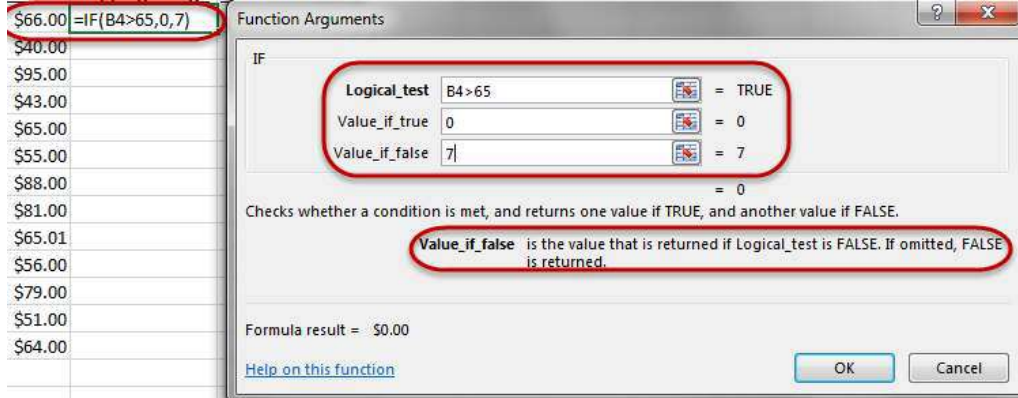 $66.00 =IF(B4>65,0,7)
$40.00
$95.00
$43.00
$65.00
$55.00
$88.00
$81.00
$65.01
$56.00
$79.00
$51.00
$64.00
Function Arguments
?
IF
Logical_test B4>65 = TRUE
Value_if_true 0 = 0
Value_if_false 7 = 7
= 0
Checks whether a condition is met, and returns one value if TRUE, and another value if FALSE.
Value_if_false is the value that is returned if Logical_test is FALSE. If omitted, FALSE
is returned.
Formula result = $0.00
Help on this function
OK Cancel